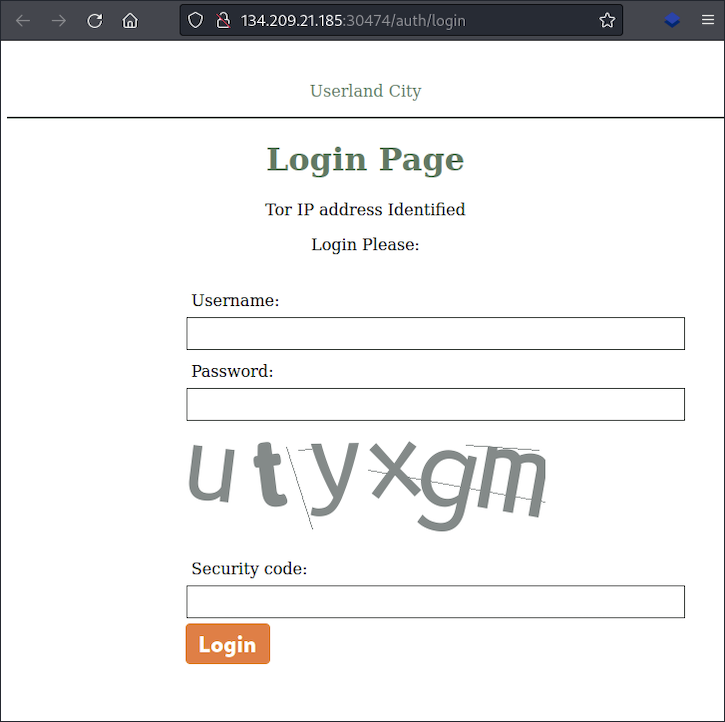 134.209.21.185:30474/auth/login
Userland City
Login Page
Tor IP address Identified
Login Please:
Username:
Password:
utyxgm
Security code:
Login